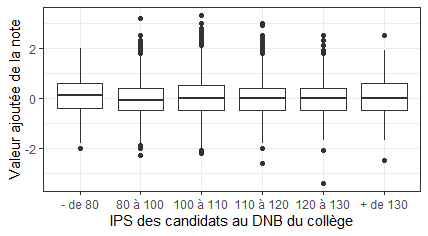 Valeur ajoutée de la note
2
0
-2
- de 80 80 à 100 100 à 110 110 à 120 120 à 130 + de 130
IPS des candidats au DNB du collège